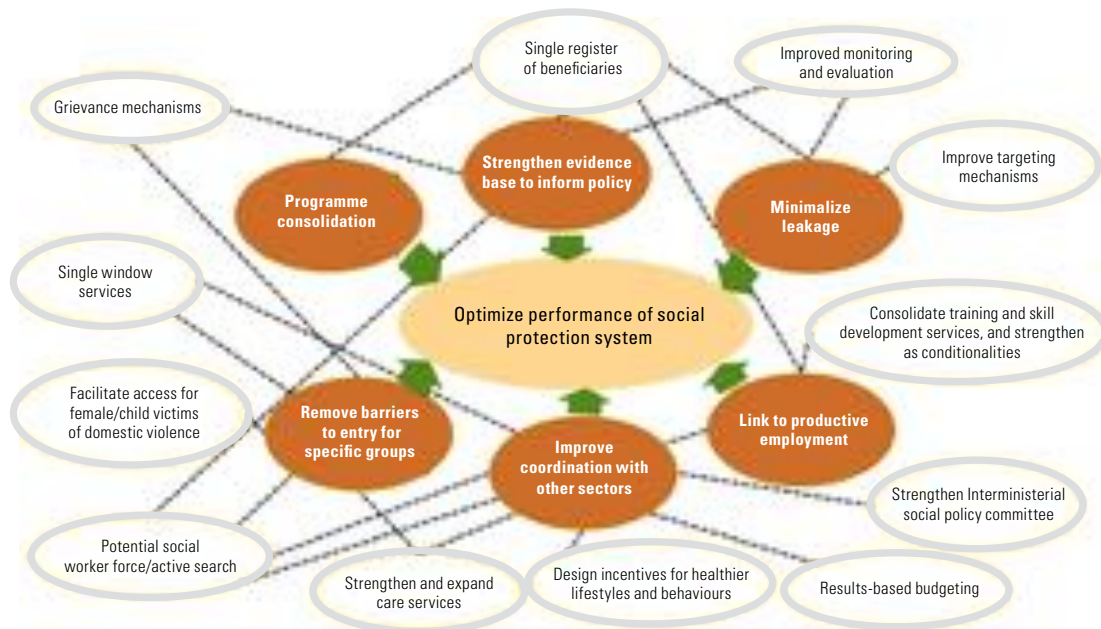 Single register
of beneficiaries
Improved monitoring
and evaluation
Grievance mechanisms
Strengthen evidence
base to inform policy
Improve targeting
mechanisms
Programme
consolidation
Minimalize
leakage
Single window
services
Optimize performance of social
protection system
Consolidate training and skill
development services, and strengthen
as conditionalities
Facilitate access for
female/child victims
of domestic violence
Remove barriers
to entry for
specific groups
Link to productive
employment
Improve
coordination with
other sectors
Strengthen Interministerial
social policy committee
Potential social
worker force/active search
Strengthen and expand
care services
Design incentives for healthier
lifestyles and behaviours
Results-based budgeting